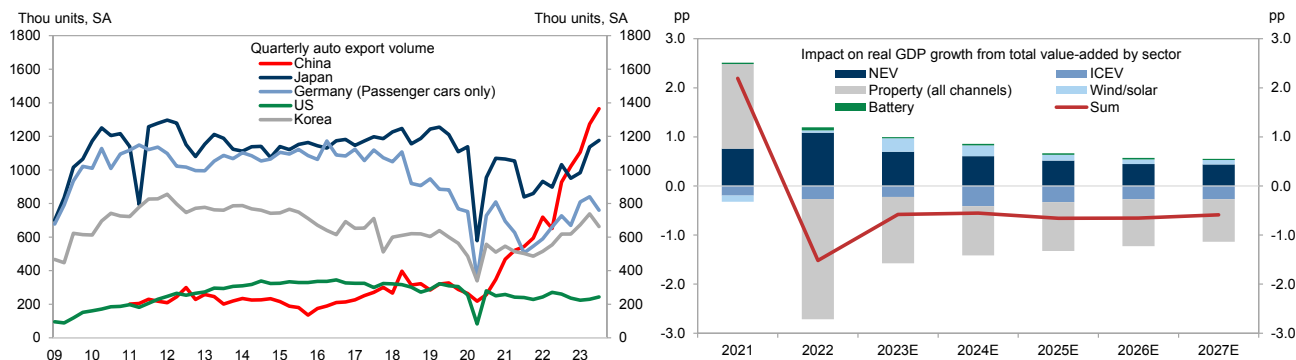 Thou units, SA Thou units, SA
1800 1800
1600 1600
1400 1400
1200 1200
1000 1000
800 800
600 600
400 400
200 200
0 0
09 10 11 12 13 14 15 16 17 18 19 20 21 22 23
Quarterly auto export volume
China
Japan
Germany (Passenger cars only)
US
Korea
pp pp
3.0 3.0
2.0 2.0
1.0 1.0
0.0 0.0
-1.0 -1.0
-2.0 -2.0
-3.0 -3.0
2021 2022 2023E 2024E 2025E 2026E 2027E
Impact on real GDP growth from total value-added by sector
NEV ICEV
Property (all channels) Wind/solar
Battery Sum